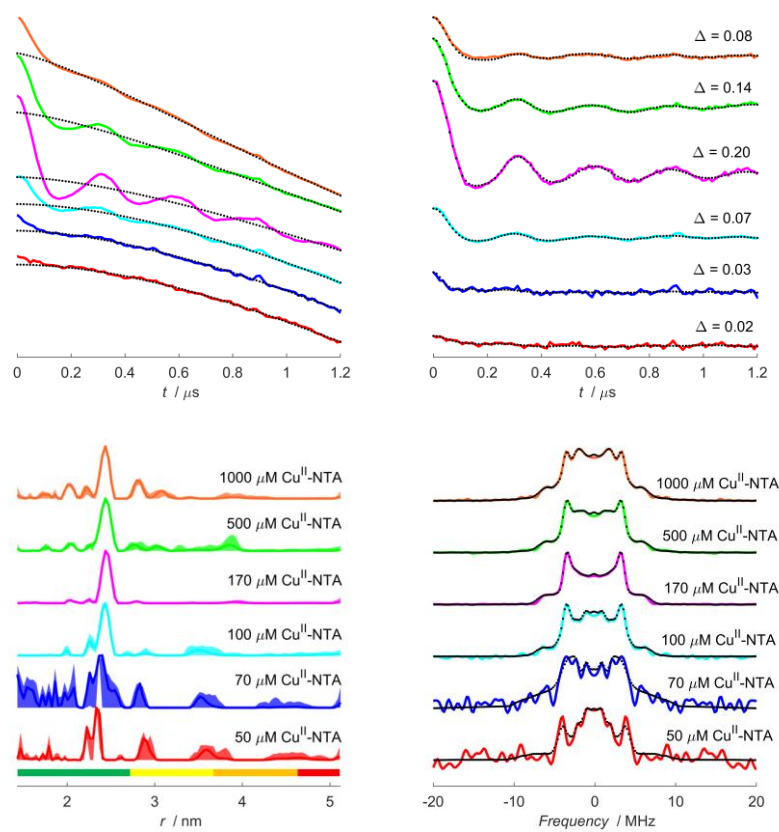 Δ = 0.08
Δ = 0.14
Δ = 0.20
Δ = 0.07
Δ = 0.03
Δ = 0.02
0 0.2 0.4 0.6 0.8 1 1.2
t / μs
0 0.2 0.4 0.6 0.8 1 1.2
t / μs
1000 μM Cuᴵᴵ-NTA
500 μM Cuᴵᴵ-NTA
170 μM Cuᴵᴵ-NTA
100 μM Cuᴵᴵ-NTA
70 μM Cuᴵᴵ-NTA
50 μM Cuᴵᴵ-NTA
2 3 4 5
r / nm
1000 μM Cuᴵᴵ-NTA
500 μM Cuᴵᴵ-NTA
170 μM Cuᴵᴵ-NTA
100 μM Cuᴵᴵ-NTA
70 μM Cuᴵᴵ-NTA
50 μM Cuᴵᴵ-NTA
-20 -10 0 10 20
Frequency / MHz